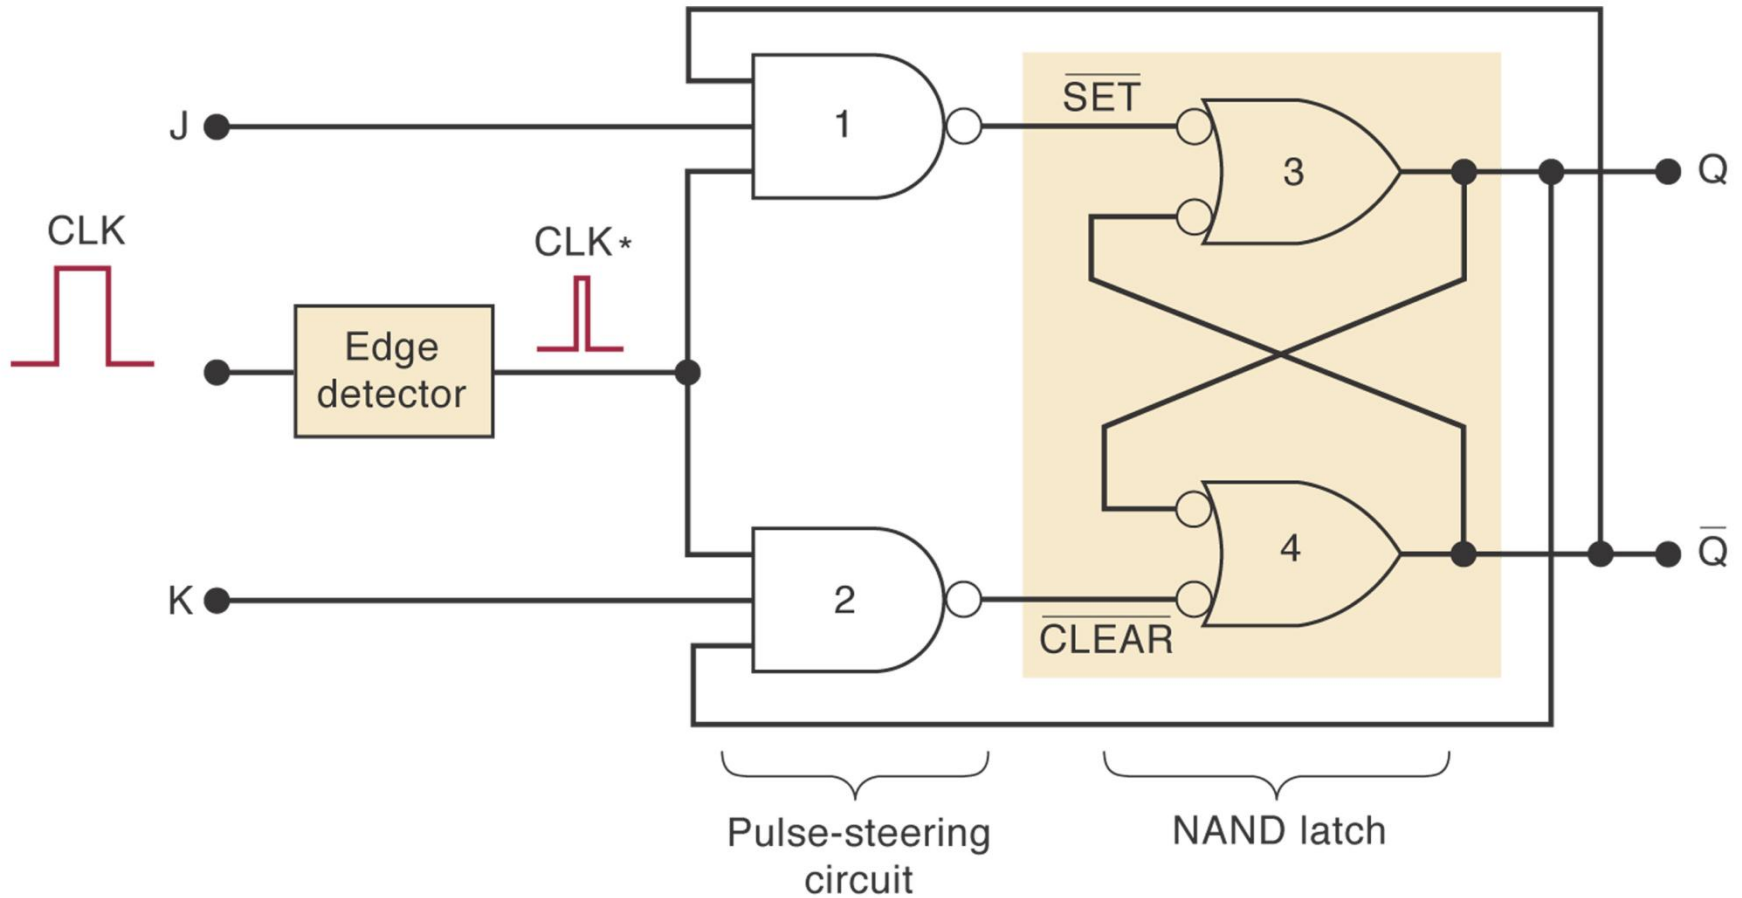 SET
J
1
3
Q
CLK
CLK*
Edge
detector
4
Q
K
2
CLEAR
Pulse-steering
circuit
NAND latch